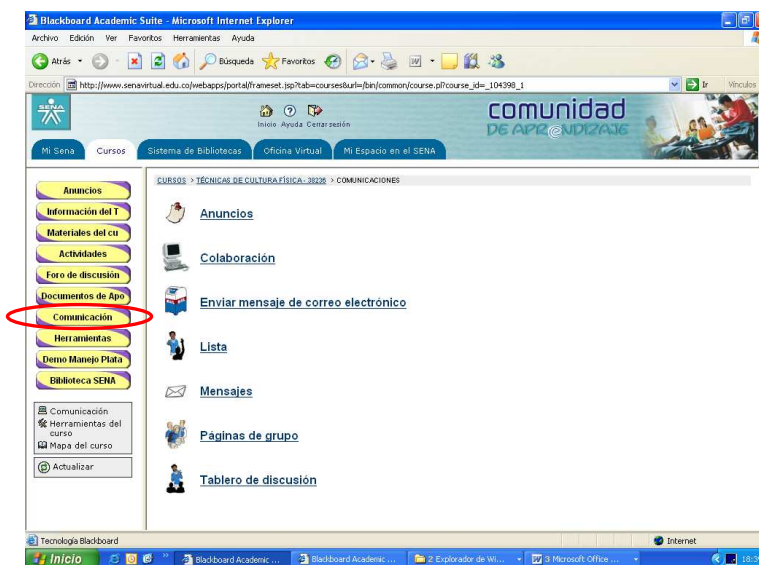 Blackboard Academic Suite - Microsoft Internet Explorer
Archivo Edición Ver Favoritos Herramientas Ayuda
Atrás Búsqueda Favoritos
Dirección http://www.senavirtual.edu.co/webapps/portal/frameset.jsp?tab=courses&url=/bin/common/course.pl?course_id=_104398_1 Ir Vínculos
SENA
Inicio Ayuda Cerrar sesión
comunidad
DE APR@NDIZAJE
Mi Sena Cursos Sistema de Bibliotecas Oficina Virtual Mi Espacio en el SENA
CURSOS > TÉCNICAS DE CULTURA FÍSICA - 38236 > COMUNICACIONES
Anuncios
Información del T
Materiales del cu
Actividades
Foro de discusión
Documentos de Apo
Comunicación
Herramientas
Demo Manejo Plata
Biblioteca SENA
Comunicación
Herramientas del
curso
Mapa del curso
Actualizar
Anuncios
Colaboración
Enviar mensaje de correo electrónico
Lista
Mensajes
Páginas de grupo
Tablero de discusión
Tecnología Blackboard Internet
Inicio Blackboard Academic ... Blackboard Academic ... 2 Explorador de Wi... 3 Microsoft Office ...